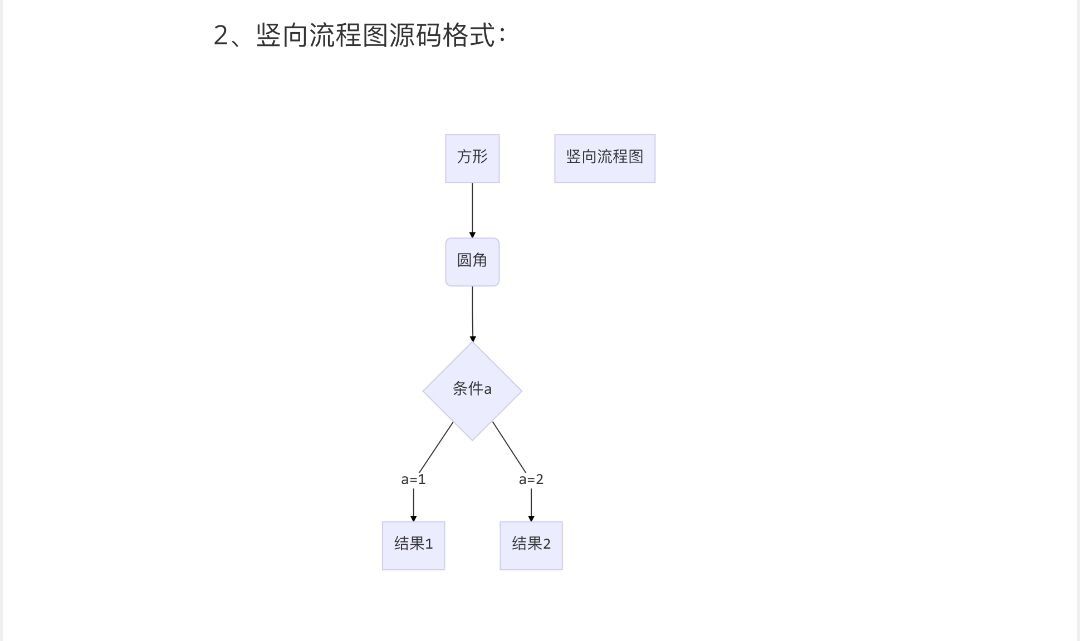 2、竖向流程图源码格式：
方形
竖向流程图
圆角
条件a
a=1
a=2
结果1
结果2